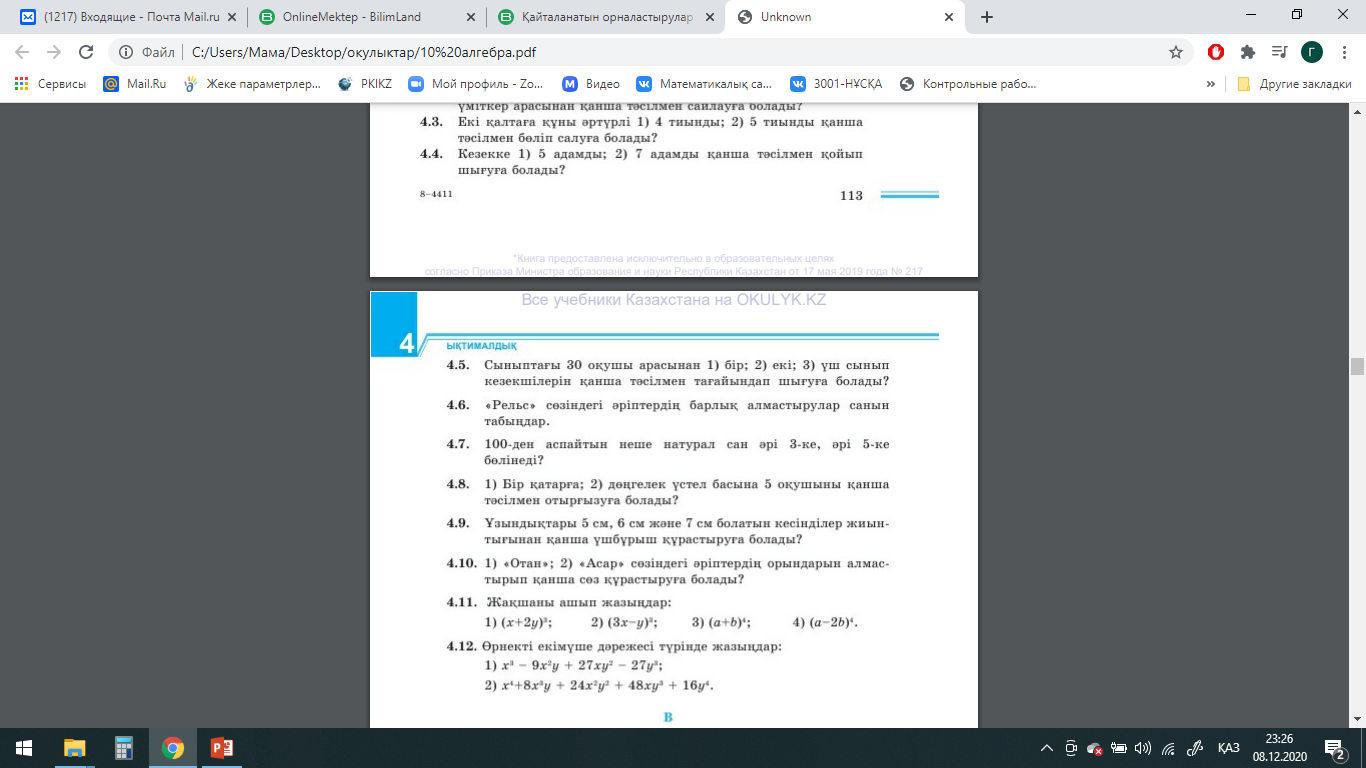 (1217) Входящие - Почта Mail.ru
OnlineMektep - BilimLand
Қайталанатын орналастырулар
Unknown
Файл
C:/Users/Мама/Desktop/окулыктар/10%20алгебра.pdf
Г
Сервисы
Mail.Ru
Жеке параметрлер...
PKIKZ
Мой профиль - Zo...
Видео
Математикалық са...
3001-НҰСҚА
Контрольные рабо...
»
Другие закладки
үміткер арасынан қанша тәсілмен сайлауға болады?
4.3. Екі қалтаға құны әртүрлі 1) 4 тиынды; 2) 5 тиынды қанша
тәсілмен бөліп салуға болады?
4.4. Кезекке 1) 5 адамды; 2) 7 адамды қанша тәсілмен қойып
шығуға болады?
8–4411
113
*Книга предоставлена исключительно в образовательных целях
согласно Приказа Министра образования и науки Республики Казахстан от 17 мая 2019 года № 217
Все учебники Казахстана на OKULYK.KZ
4
ЫҚТИМАЛДЫҚ
4.5. Сыныптағы 30 оқушы арасынан 1) бір; 2) екі; 3) үш сынып
кезекшілерін қанша тәсілмен тағайындап шығуға болады?
4.6. «Рельс» сөзіндегі әріптердің барлық алмастырулар санын
табыңдар.
4.7. 100-ден аспайтын неше натурал сан әрі 3-ке, әрі 5-ке
бөлінеді?
4.8. 1) Бір қатарға; 2) дөңгелек үстел басына 5 оқушыны қанша
тәсілмен отырғызуға болады?
4.9. Ұзындықтары 5 см, 6 см және 7 см болатын кесінділер жиын-
тығынан қанша үшбұрыш құрастыруға болады?
4.10. 1) «Отан»; 2) «Асар» сөзіндегі әріптердің орындарын алмас-
тырып қанша сөз құрастыруға болады?
4.11. Жақшаны ашып жазыңдар:
1) (x+2y)³; 2) (3x−y)³; 3) (a+b)⁴; 4) (a−2b)⁴.
4.12. Өрнекті екімүше дәрежесі түрінде жазыңдар:
1) x³ − 9x²y + 27xy² − 27y³;
2) x⁴+8x³y + 24x²y² + 48xy³ + 16y⁴.
В
ҚАЗ
23:26
08.12.2020
2